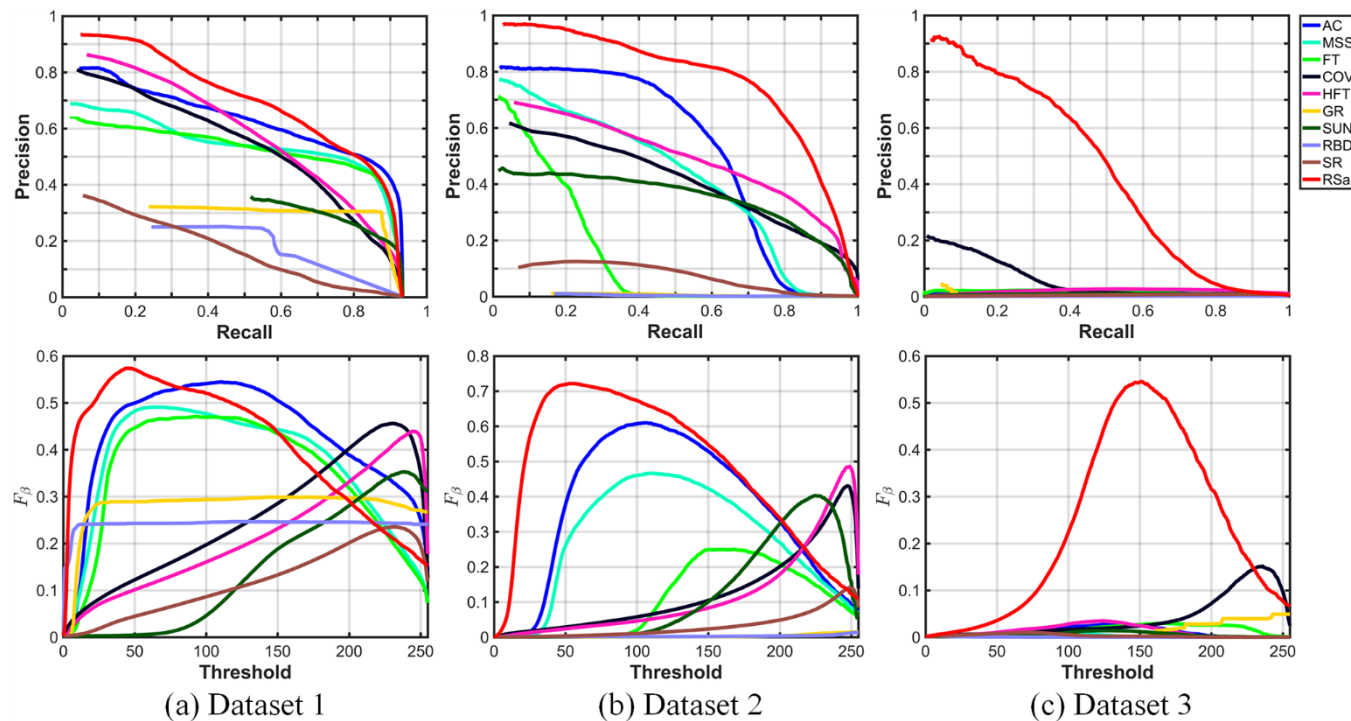 1
0.8
0.6
0.4
0.2
0
Precision
0 0.2 0.4 0.6 0.8 1
Recall
1
0.8
0.6
0.4
0.2
0
Precision
0 0.2 0.4 0.6 0.8 1
Recall
1
0.8
0.6
0.4
0.2
0
Precision
0 0.2 0.4 0.6 0.8 1
Recall
AC
MSS
FT
COV
HFT
GR
SUN
RBD
SR
RSa
0.6
0.5
0.4
0.3
0.2
0.1
0
Fβ
0 50 100 150 200 250
Threshold
0.8
0.7
0.6
0.5
0.4
0.3
0.2
0.1
0
Fβ
0 50 100 150 200 250
Threshold
0.6
0.5
0.4
0.3
0.2
0.1
0
Fβ
0 50 100 150 200 250
Threshold
(a) Dataset 1
(b) Dataset 2
(c) Dataset 3